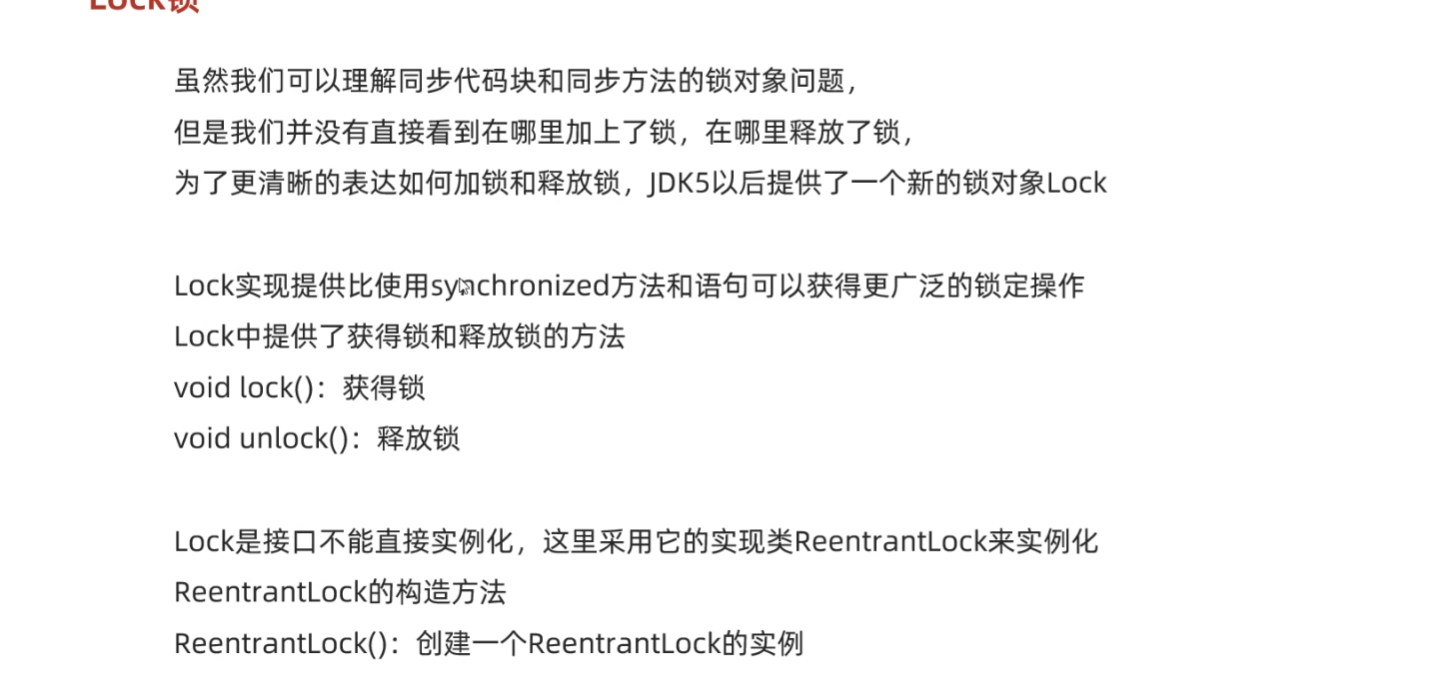 Lock锁
虽然我们可以理解同步代码块和同步方法的锁对象问题，
但是我们并没有直接看到在哪里加上了锁，在哪里释放了锁，
为了更清晰的表达如何加锁和释放锁，JDK5以后提供了一个新的锁对象Lock
Lock实现提供比使用synchronized方法和语句可以获得更广泛的锁定操作
Lock中提供了获得锁和释放锁的方法
void lock()：获得锁
void unlock()：释放锁
Lock是接口不能直接实例化，这里采用它的实现类ReentrantLock来实例化
ReentrantLock的构造方法
ReentrantLock()：创建一个ReentrantLock的实例